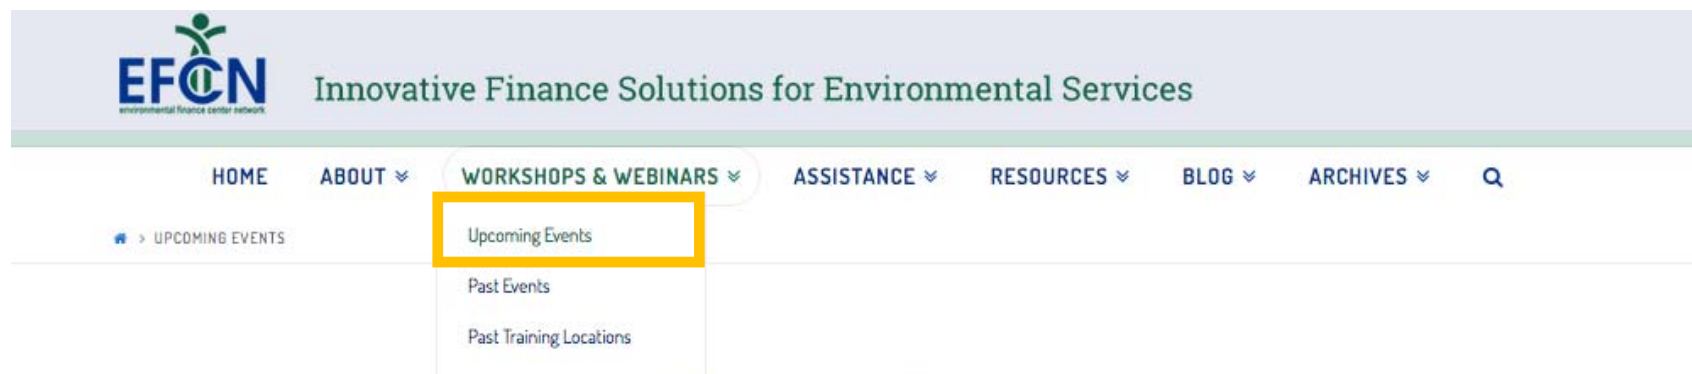 EFCN
environmental finance center network
Innovative Finance Solutions for Environmental Services
HOME ABOUT WORKSHOPS & WEBINARS ASSISTANCE RESOURCES BLOG ARCHIVES
> UPCOMING EVENTS
Upcoming Events
Past Events
Past Training Locations